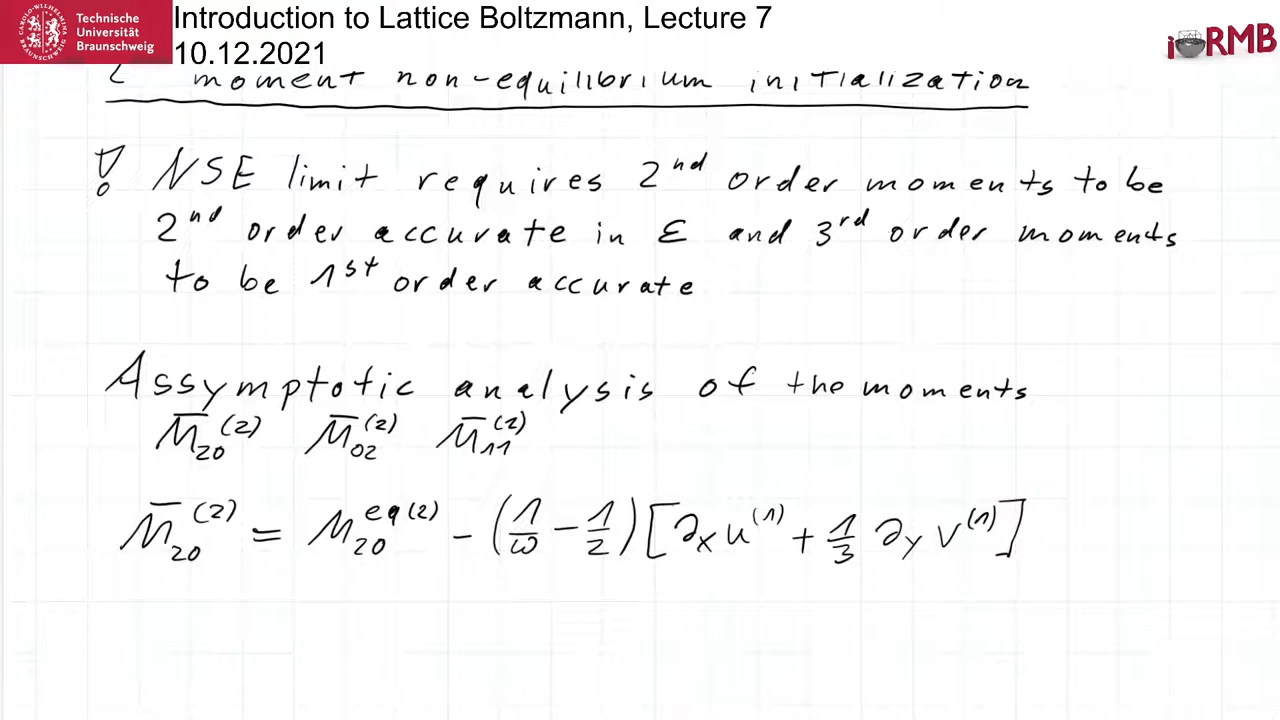 Technische
Universität
Braunschweig
Introduction to Lattice Boltzmann, Lecture 7
10.12.2021
iRMB
moment non-equilibrium initialization
! NSE limit requires 2nd order moments to be
2nd order accurate in ε and 3rd order moments
to be 1st order accurate
Assymptotic analysis of the moments
M̄₂₀⁽²⁾ M̄₀₂⁽²⁾ M̄₁₁⁽²⁾
M̄₂₀⁽²⁾ = M₂₀^eq(2) - (1/ω - 1/2) [∂ₓ u⁽¹⁾ + 1/3 ∂_y v⁽¹⁾]